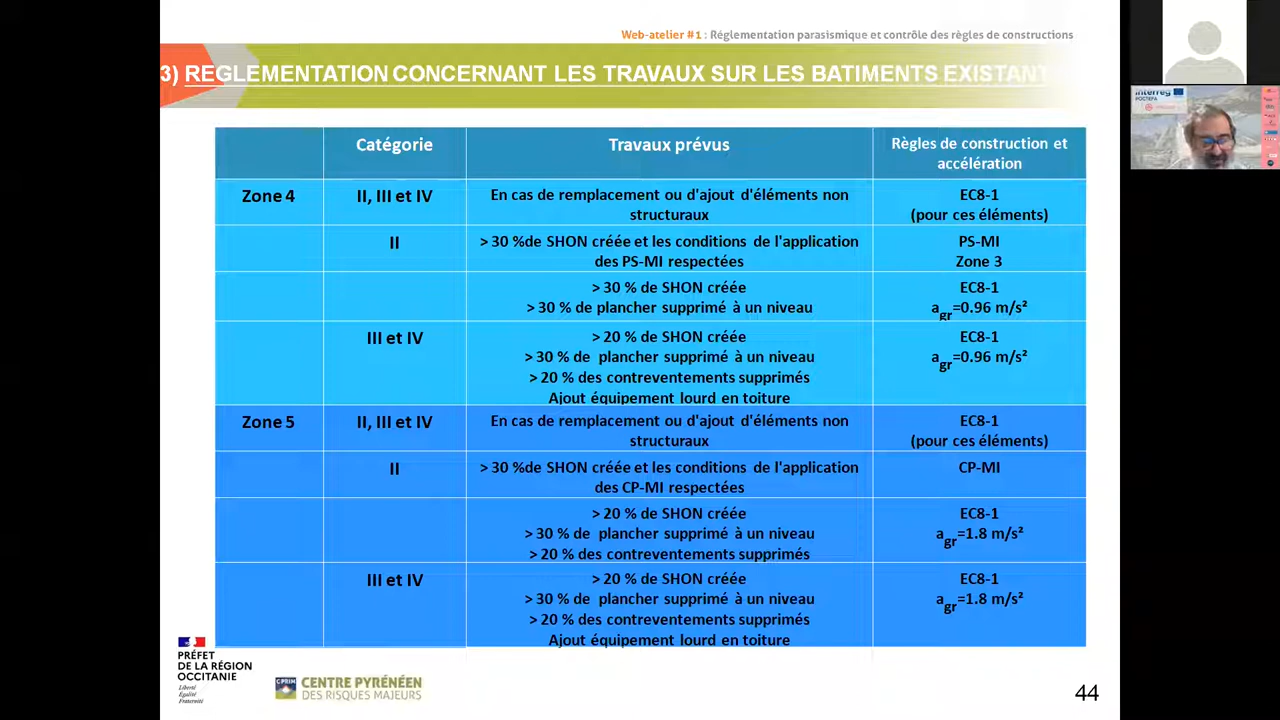 Web-atelier #1 : Réglementation parasismique et contrôle des règles de constructions
3) REGLEMENTATION CONCERNANT LES TRAVAUX SUR LES BATIMENTS EXISTANT
Catégorie
Travaux prévus
Règles de construction et
accélération
Zone 4
II, III et IV
En cas de remplacement ou d'ajout d'éléments non
structuraux
EC8-1
(pour ces éléments)
II
> 30 %de SHON créée et les conditions de l'application
des PS-MI respectées
PS-MI
Zone 3
> 30 % de SHON créée
> 30 % de plancher supprimé à un niveau
EC8-1
agr=0.96 m/s²
III et IV
> 20 % de SHON créée
> 30 % de plancher supprimé à un niveau
> 20 % des contreventements supprimés
Ajout équipement lourd en toiture
EC8-1
agr=0.96 m/s²
Zone 5
II, III et IV
En cas de remplacement ou d'ajout d'éléments non
structuraux
EC8-1
(pour ces éléments)
II
> 30 %de SHON créée et les conditions de l'application
des CP-MI respectées
CP-MI
> 20 % de SHON créée
> 30 % de plancher supprimé à un niveau
> 20 % des contreventements supprimés
EC8-1
agr=1.8 m/s²
III et IV
> 20 % de SHON créée
> 30 % de plancher supprimé à un niveau
> 20 % des contreventements supprimés
Ajout équipement lourd en toiture
EC8-1
agr=1.8 m/s²
PRÉFET
DE LA RÉGION
OCCITANIE
Liberté
Égalité
Fraternité
CPRIM
CENTRE PYRÉNÉEN
DES RISQUES MAJEURS
44
Interreg
POCTEFA